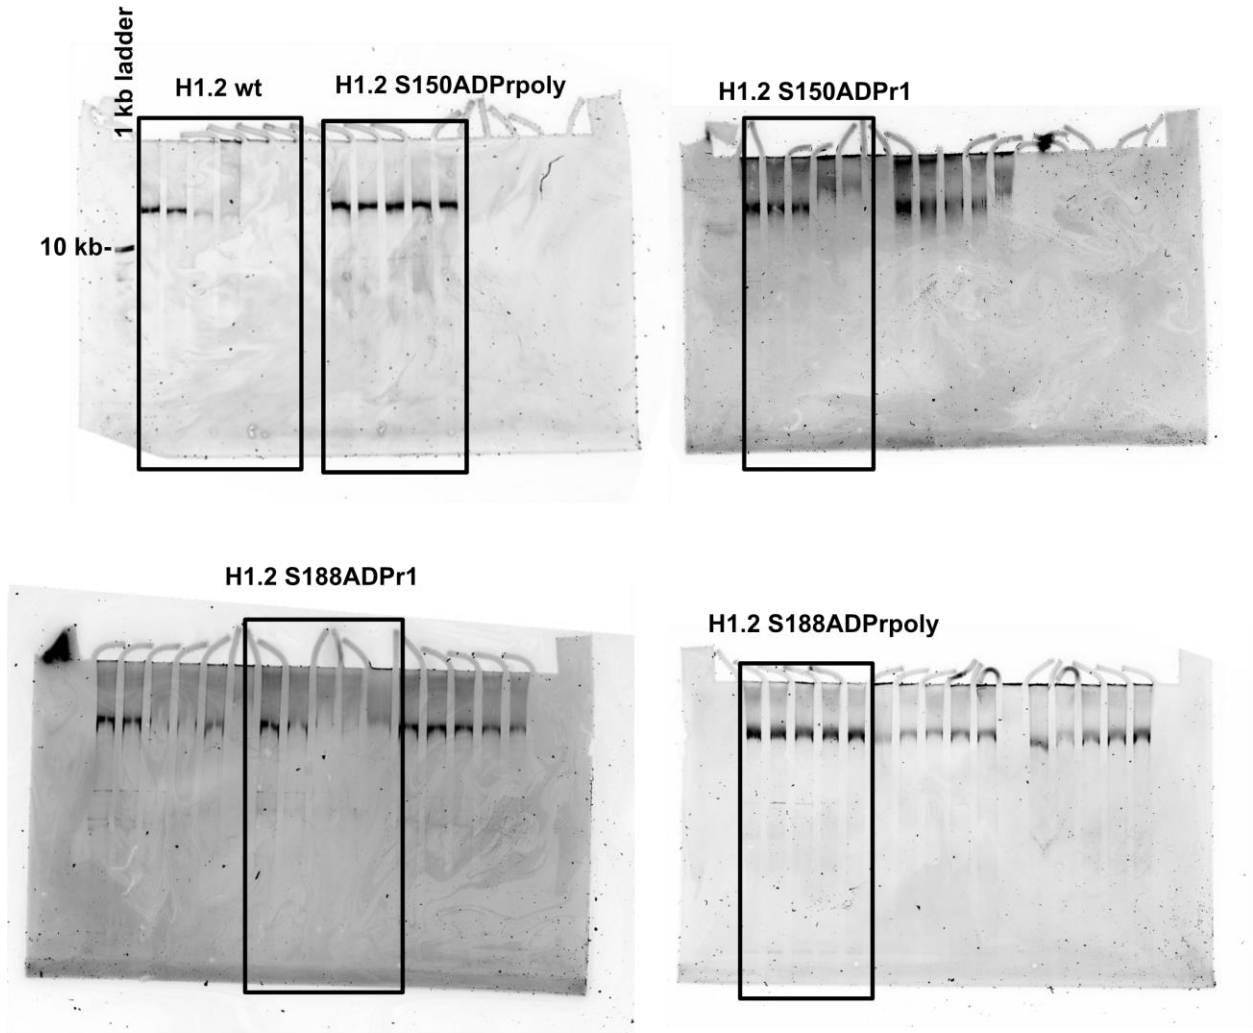 1 kb ladder
H1.2 wt
H1.2 S150ADPrpoly
H1.2 S150ADPr1
10 kb-
H1.2 S188ADPr1
H1.2 S188ADPrpoly